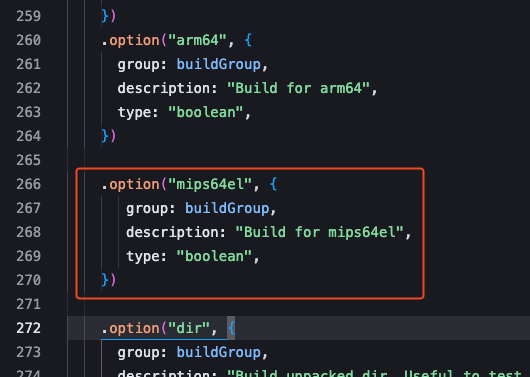 259 })
260 .option("arm64", {
261 group: buildGroup,
262 description: "Build for arm64",
263 type: "boolean",
264 })
265
266 .option("mips64el", {
267 group: buildGroup,
268 description: "Build for mips64el",
269 type: "boolean",
270 })
271
272 .option("dir", {
273 group: buildGroup,
274 description: "Build unpacked dir. Useful to test